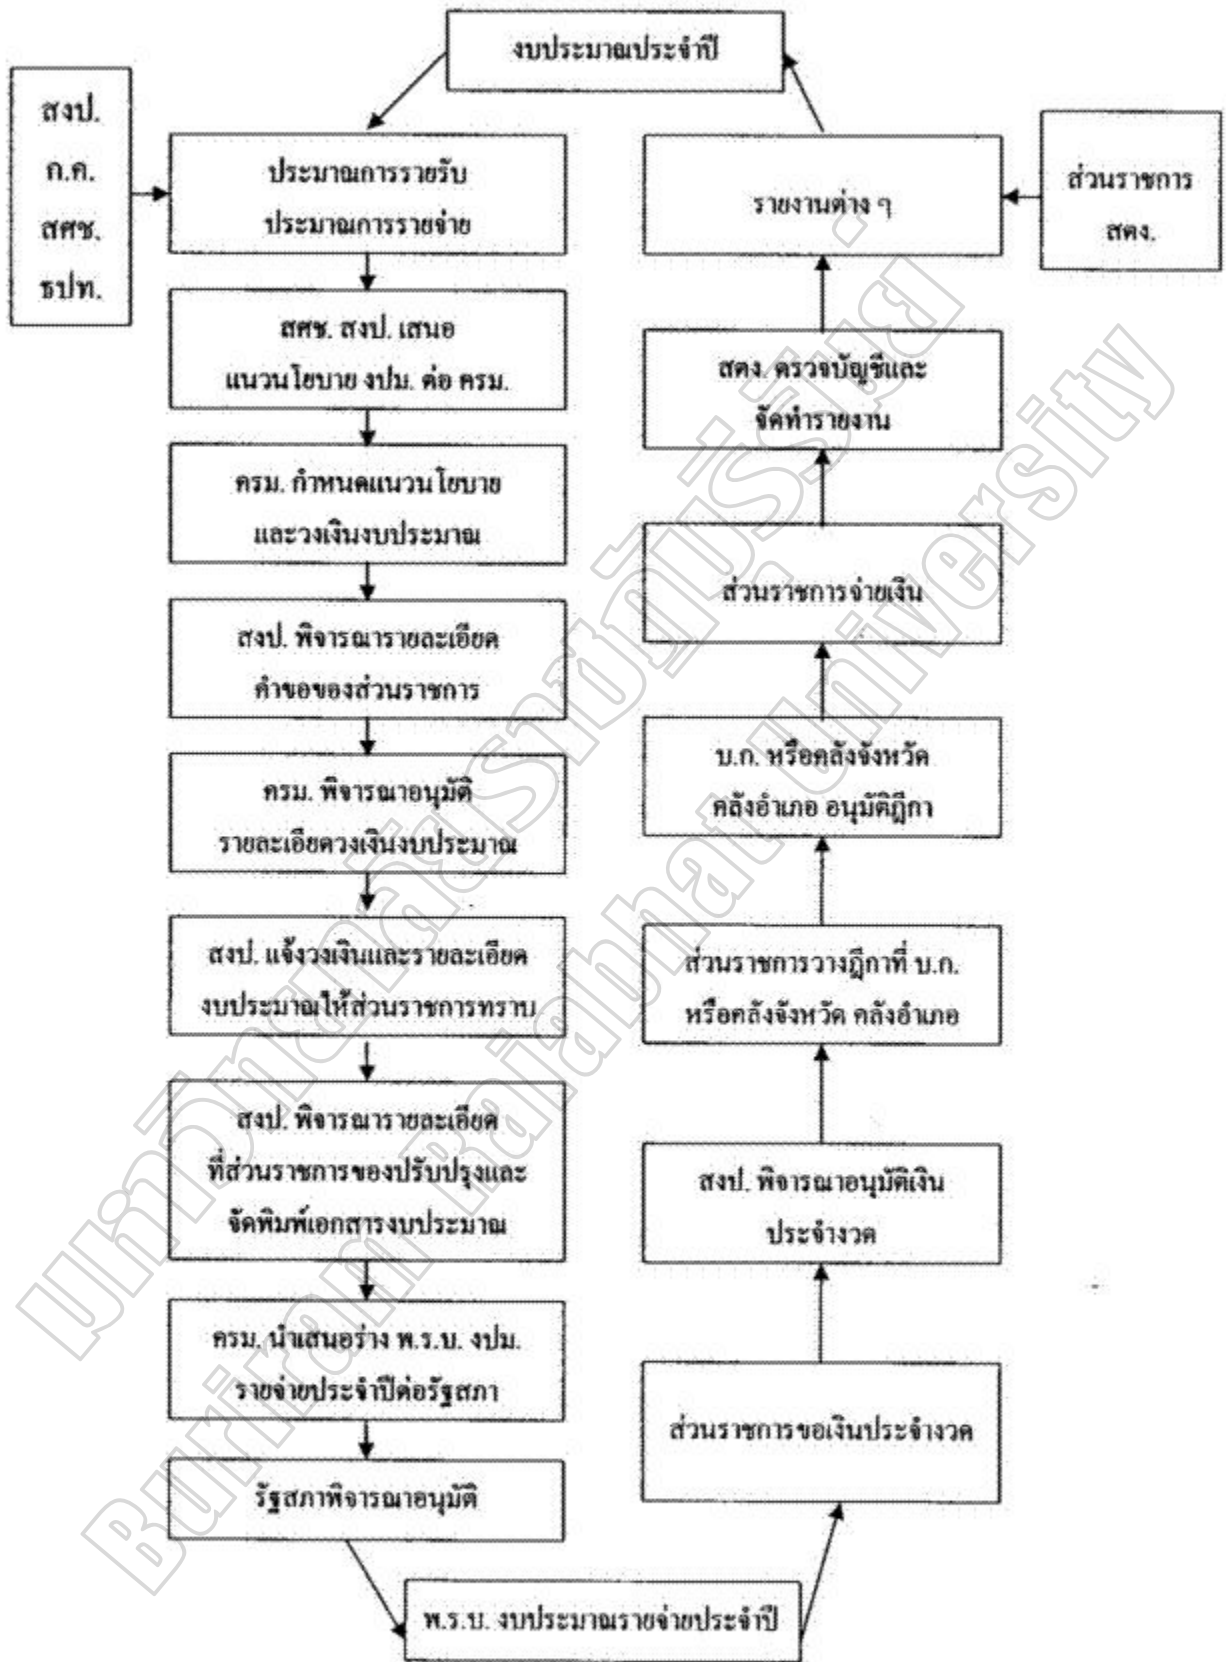 งบประมาณประจำปี
สงป.
ก.ค.
สศช.
ธปท.
ประมาณการรายรับ
ประมาณการรายจ่าย
สศช. สงป. เสนอ
แนวนโยบาย งปม. ต่อ ครม.
ครม. กำหนดแนวนโยบาย
และวงเงินงบประมาณ
สงป. พิจารณารายละเอียด
คำขอของส่วนราชการ
ครม. พิจารณาอนุมัติ
รายละเอียดวงเงินงบประมาณ
สงป. แจ้งวงเงินและรายละเอียด
งบประมาณให้ส่วนราชการทราบ
สงป. พิจารณารายละเอียด
ที่ส่วนราชการของปรับปรุงและ
จัดพิมพ์เอกสารงบประมาณ
ครม. นำเสนอร่าง พ.ร.บ. งปม.
รายจ่ายประจำปีต่อรัฐสภา
รัฐสภาพิจารณาอนุมัติ
พ.ร.บ. งบประมาณรายจ่ายประจำปี
ส่วนราชการขอเงินประจำงวด
สงป. พิจารณาอนุมัติเงิน
ประจำงวด
ส่วนราชการวางฎีกาที่ บ.ก.
หรือคลังจังหวัด คลังอำเภอ
บ.ก. หรือคลังจังหวัด
คลังอำเภอ อนุมัติฎีกา
ส่วนราชการจ่ายเงิน
สตง. ตรวจบัญชีและ
จัดทำรายงาน
รายงานต่าง ๆ
ส่วนราชการ
สตง.
มหาวิทยาลัยราชภัฏบุรีรัมย์
Buriram Rajabhat University